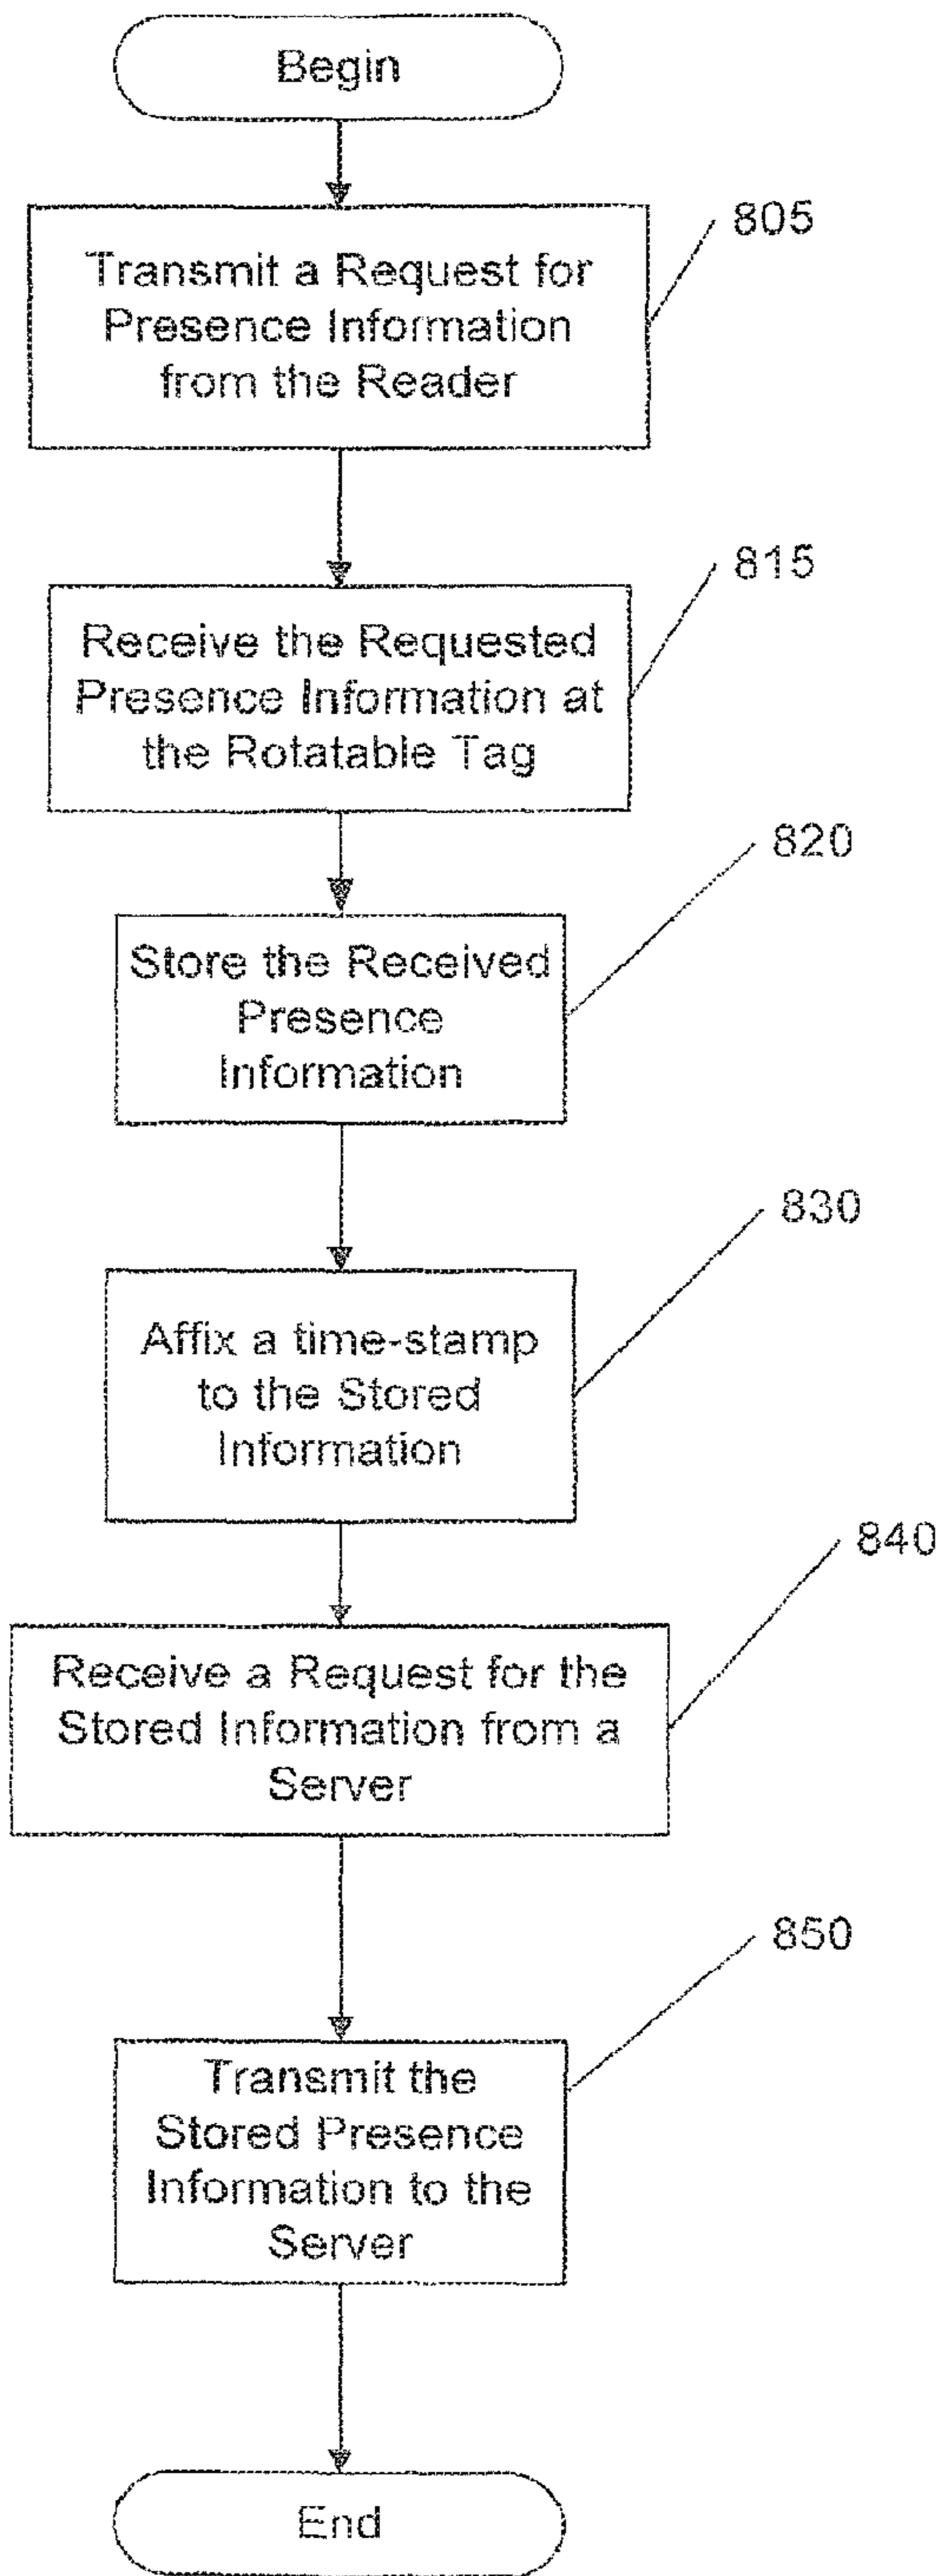 Begin
805
Transmit a Request for
Presence Information
from the Reader
815
Receive the Requested
Presence Information at
the Rotatable Tag
820
Store the Received
Presence
Information
830
Affix a time-stamp
to the Stored
Information
840
Receive a Request for the
Stored Information from a
Server
850
Transmit the
Stored Presence
Information to the
Server
End